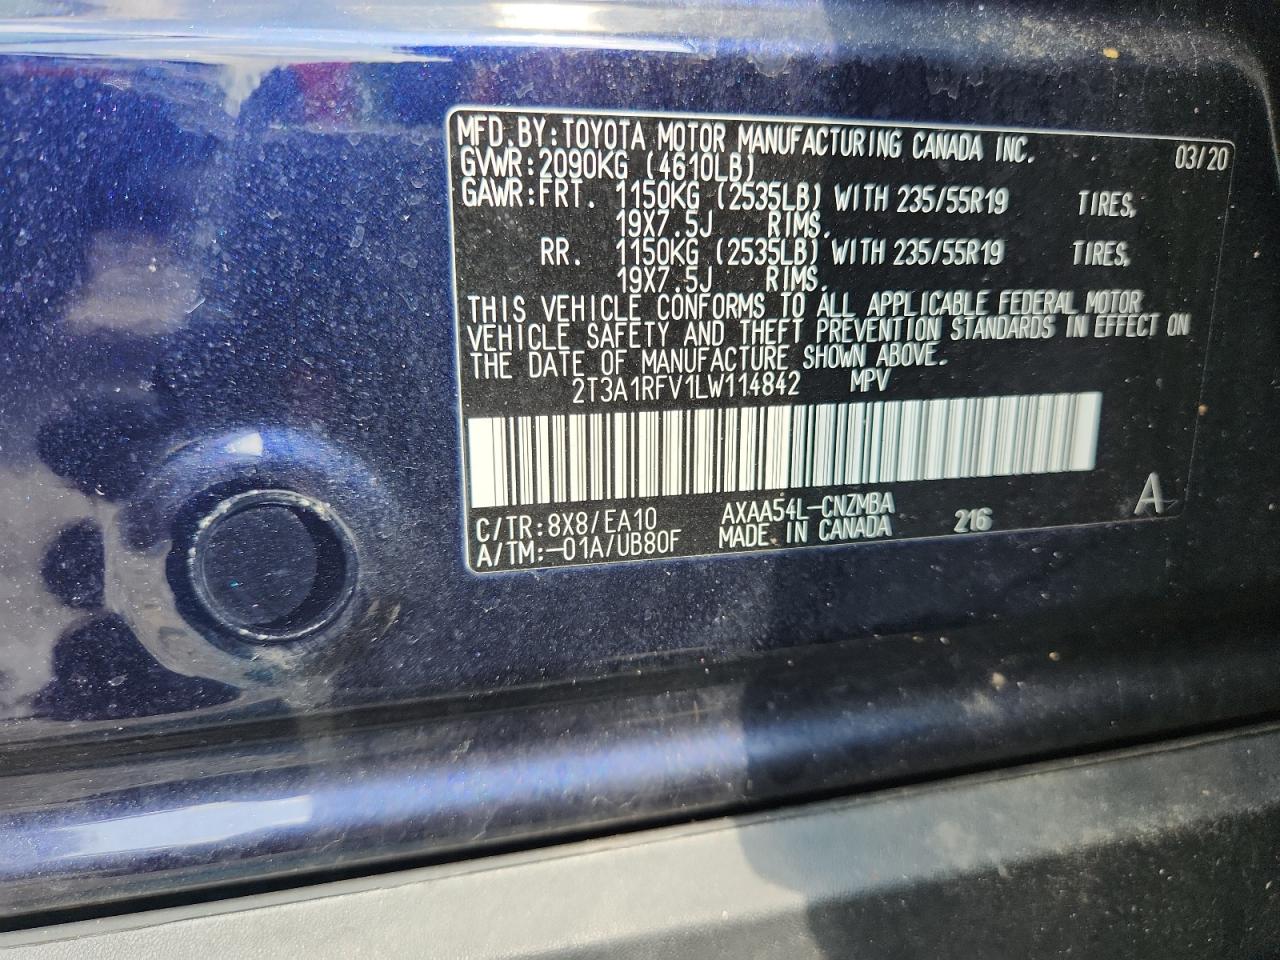 MFD.BY:TOYOTA MOTOR MANUFACTURING CANADA INC. 03/20
GVWR:2090KG (4610LB)
GAWR:FRT. 1150KG (2535LB) WITH 235/55R19 TIRES,
19X7.5J RIMS.
RR. 1150KG (2535LB) WITH 235/55R19 TIRES,
19X7.5J RIMS.
THIS VEHICLE CONFORMS TO ALL APPLICABLE FEDERAL MOTOR
VEHICLE SAFETY AND THEFT PREVENTION STANDARDS IN EFFECT ON
THE DATE OF MANUFACTURE SHOWN ABOVE.
2T3A1RFV1LW114842 MPV
C/TR:8X8/EA10 AXAA54L-CNZMBA 216 A
A/TM:-01A/UB80F MADE IN CANADA